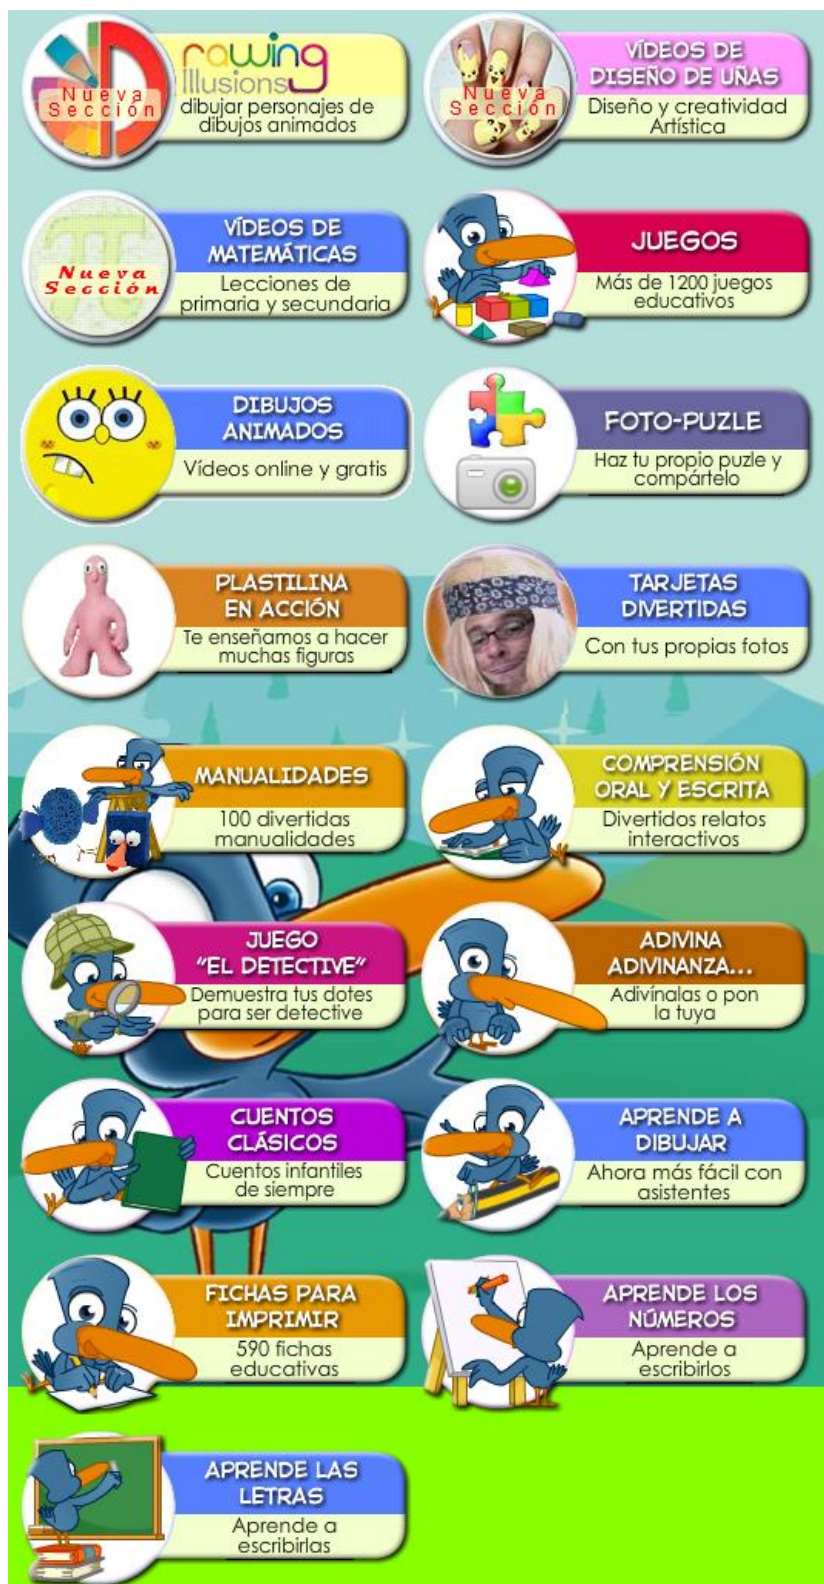 Drawing
Illusions
Nueva
Sección
dibujar personajes de
dibujos animados
VÍDEOS DE
DISEÑO DE UÑAS
Nueva
Sección
Diseño y creatividad
Artística
VÍDEOS DE
MATEMÁTICAS
Nueva
Sección
Lecciones de
primaria y secundaria
JUEGOS
Más de 1200 juegos
educativos
DIBUJOS
ANIMADOS
Vídeos online y gratis
FOTO-PUZLE
Haz tu propio puzle y
compártelo
PLASTILINA
EN ACCIÓN
Te enseñamos a hacer
muchas figuras
TARJETAS
DIVERTIDAS
Con tus propias fotos
MANUALIDADES
100 divertidas
manualidades
COMPRENSIÓN
ORAL Y ESCRITA
Divertidos relatos
interactivos
JUEGO
"EL DETECTIVE"
Demuestra tus dotes
para ser detective
ADIVINA
ADIVINANZA...
Adivínalas o pon
la tuya
CUENTOS
CLÁSICOS
Cuentos infantiles
de siempre
APRENDE A
DIBUJAR
Ahora más fácil con
asistentes
FICHAS PARA
IMPRIMIR
590 fichas
educativas
APRENDE LOS
NÚMEROS
Aprende a
escribirlos
APRENDE LAS
LETRAS
Aprende a
escribirlas